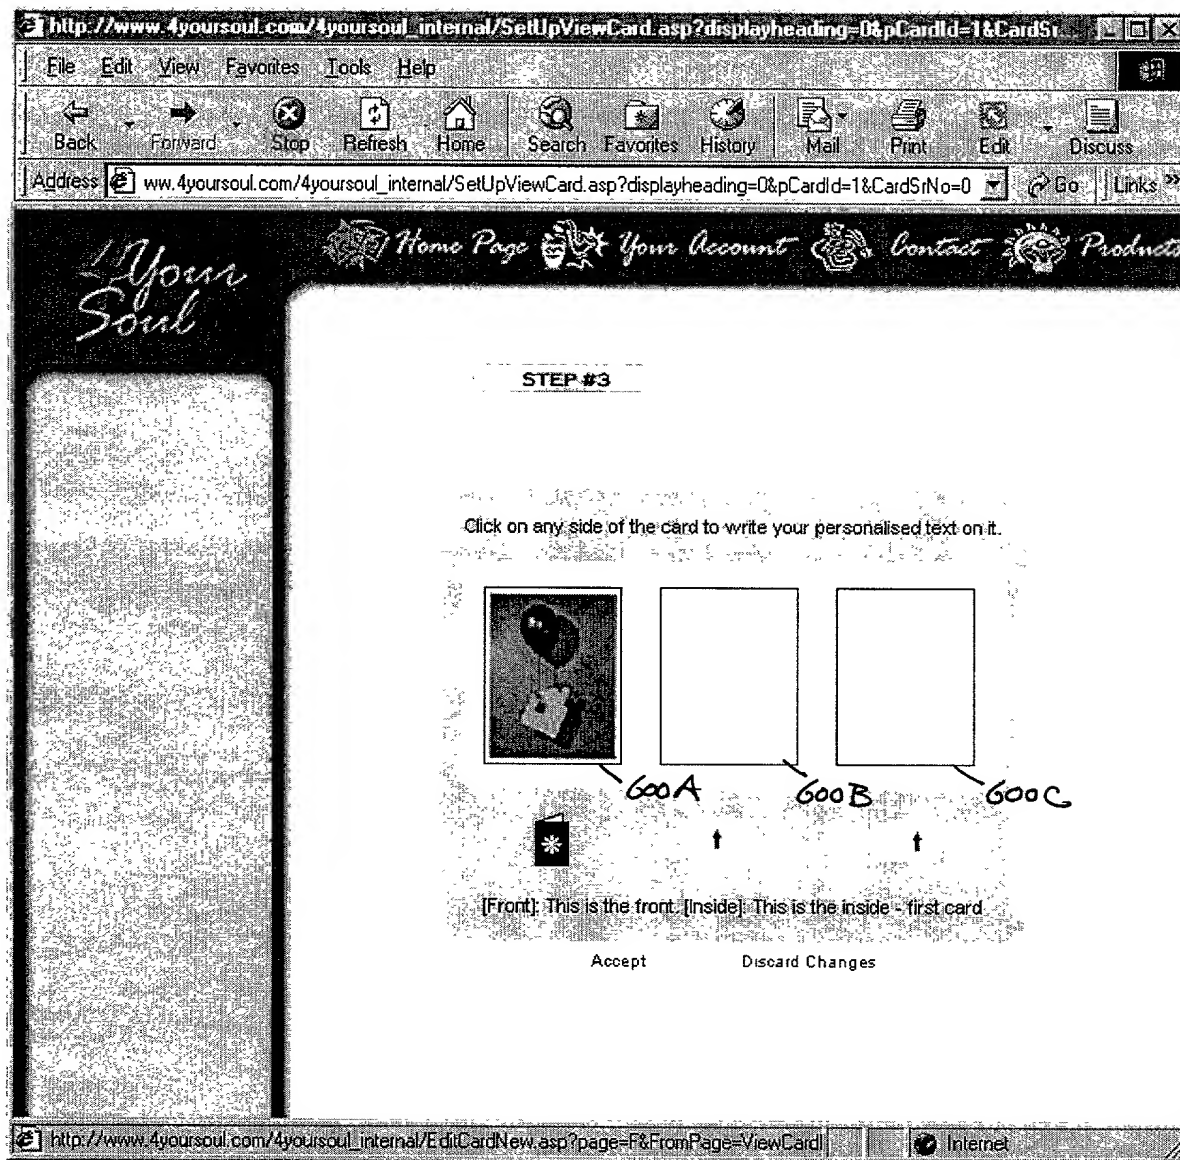 http://www.4yoursoul.com/4yoursoul_internal/SetUpViewCard.asp?displayheading=0&pCardId=1&CardSr
File Edit View Favorites Tools Help
Back Forward Stop Refresh Home Search Favorites History Mail Print Edit Discuss
Address ww.4yoursoul.com/4yoursoul_internal/SetUpViewCard.asp?displayheading=0&pCardId=1&CardSrNo=0 Go Links »
4Your Soul
Home Page Your Account Contact Products
STEP #3
Click on any side of the card to write your personalised text on it.
600A 600B 600C
[Front]: This is the front. [Inside]: This is the inside - first card
Accept Discard Changes
http://www.4yoursoul.com/4yoursoul_internal/EditCardNew.asp?page=F&FromPage=ViewCardI Internet